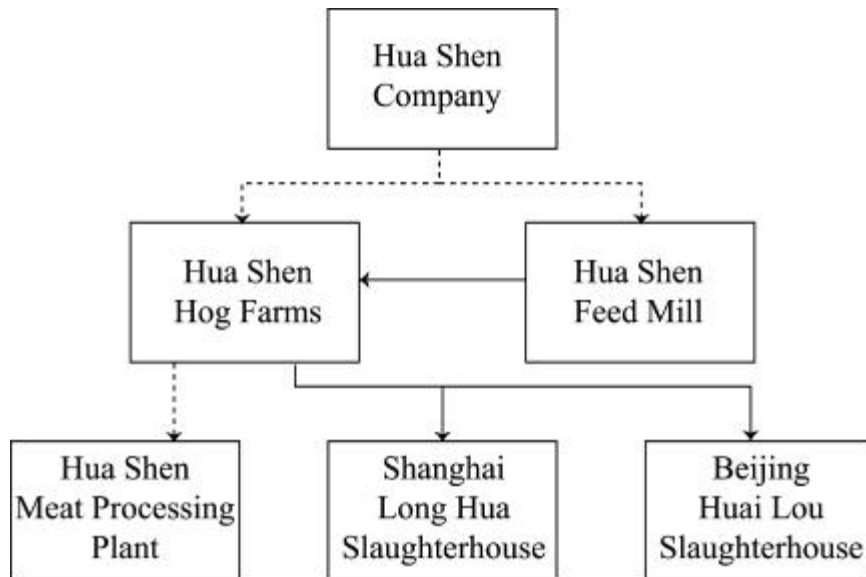 Hua Shen
Company
Hua Shen
Hog Farms
Hua Shen
Feed Mill
Hua Shen
Meat Processing
Plant
Shanghai
Long Hua
Slaughterhouse
Beijing
Huai Lou
Slaughterhouse